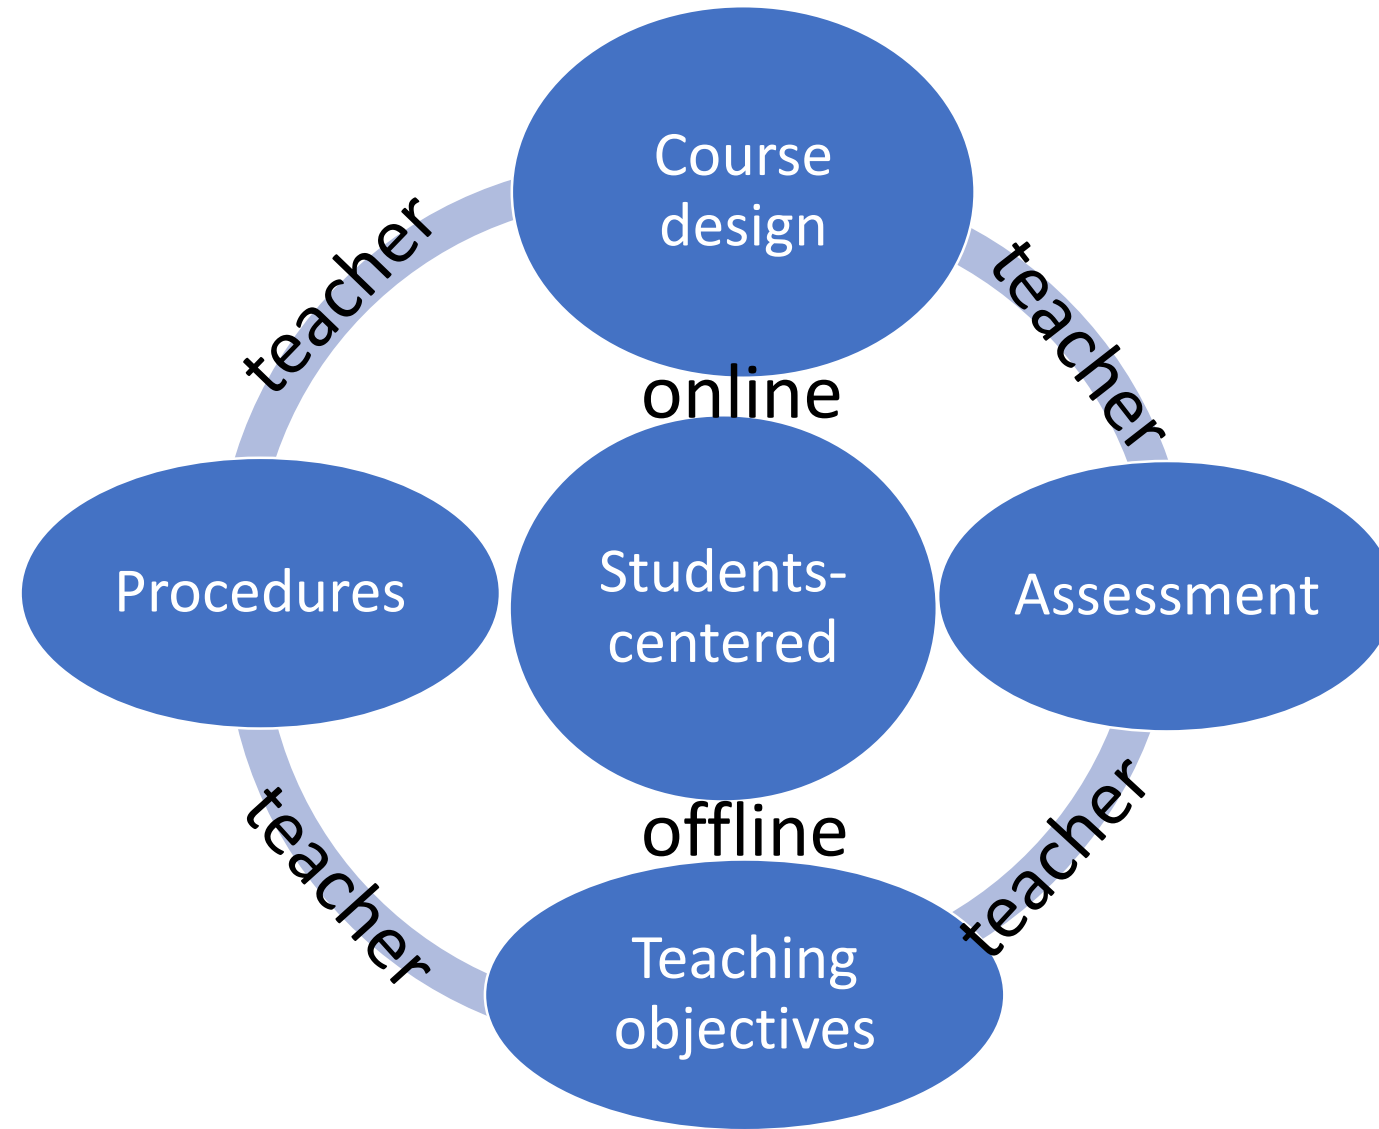 Course
design
teacher
teacher
online
Procedures
Students-
centered
Assessment
offline
teacher
teacher
Teaching
objectives